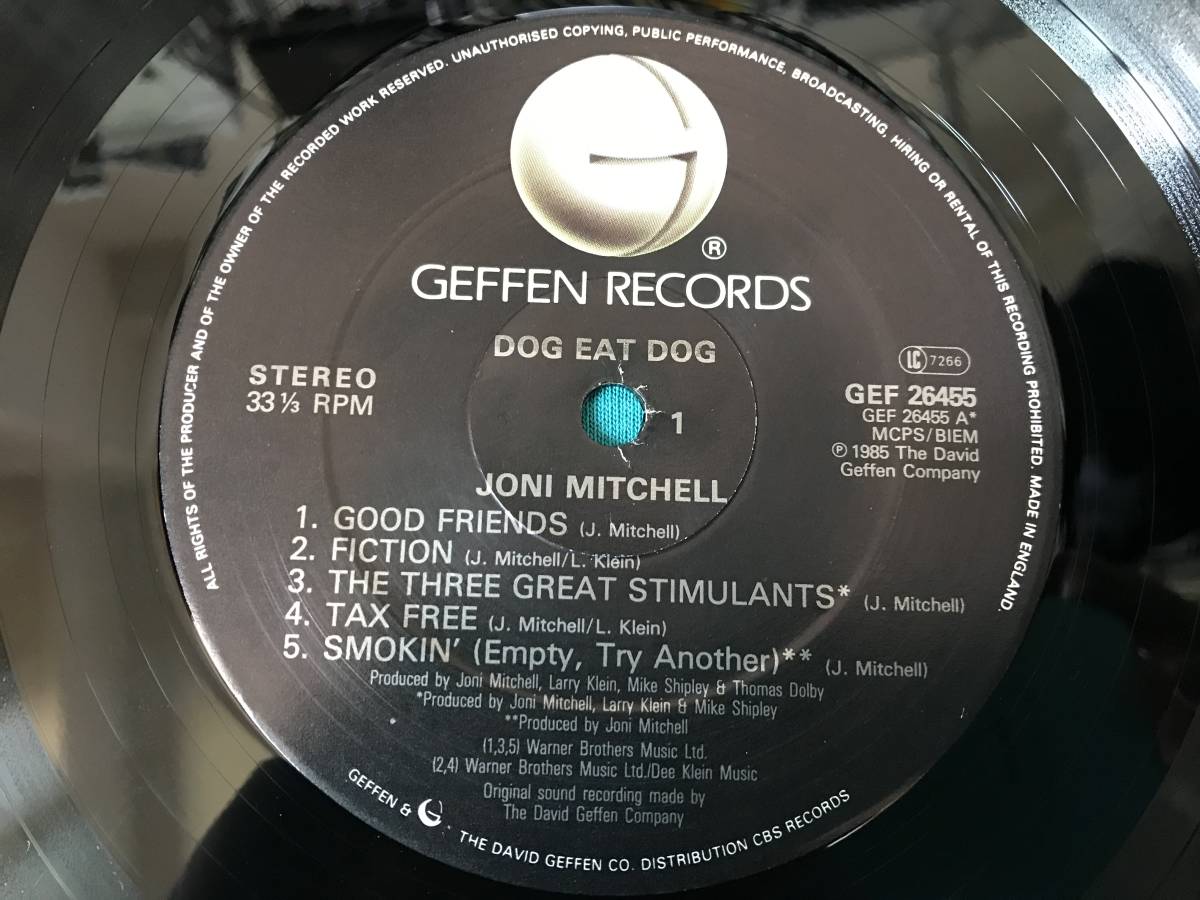 ALL RIGHTS OF THE PRODUCER AND OF THE OWNER OF THE RECORDED WORK RESERVED. UNAUTHORISED COPYING, PUBLIC PERFORMANCE, BROADCASTING, HIRING OR RENTAL OF THIS RECORDING PROHIBITED. MADE IN ENGLAND.
®
GEFFEN RECORDS
DOG EAT DOG
STEREO
33 ⅓ RPM
1
LC 7266
GEF 26455
GEF 26455 A*
MCPS/BIEM
℗ 1985 The David
Geffen Company
JONI MITCHELL
1. GOOD FRIENDS (J. Mitchell)
2. FICTION (J. Mitchell/L. Klein)
3. THE THREE GREAT STIMULANTS* (J. Mitchell)
4. TAX FREE (J. Mitchell/L. Klein)
5. SMOKIN' (Empty, Try Another)** (J. Mitchell)
Produced by Joni Mitchell, Larry Klein, Mike Shipley & Thomas Dolby
*Produced by Joni Mitchell, Larry Klein & Mike Shipley
**Produced by Joni Mitchell
(1,3,5) Warner Brothers Music Ltd.
(2,4) Warner Brothers Music Ltd./Dee Klein Music
Original sound recording made by
The David Geffen Company
GEFFEN & G. THE DAVID GEFFEN CO. DISTRIBUTION CBS RECORDS